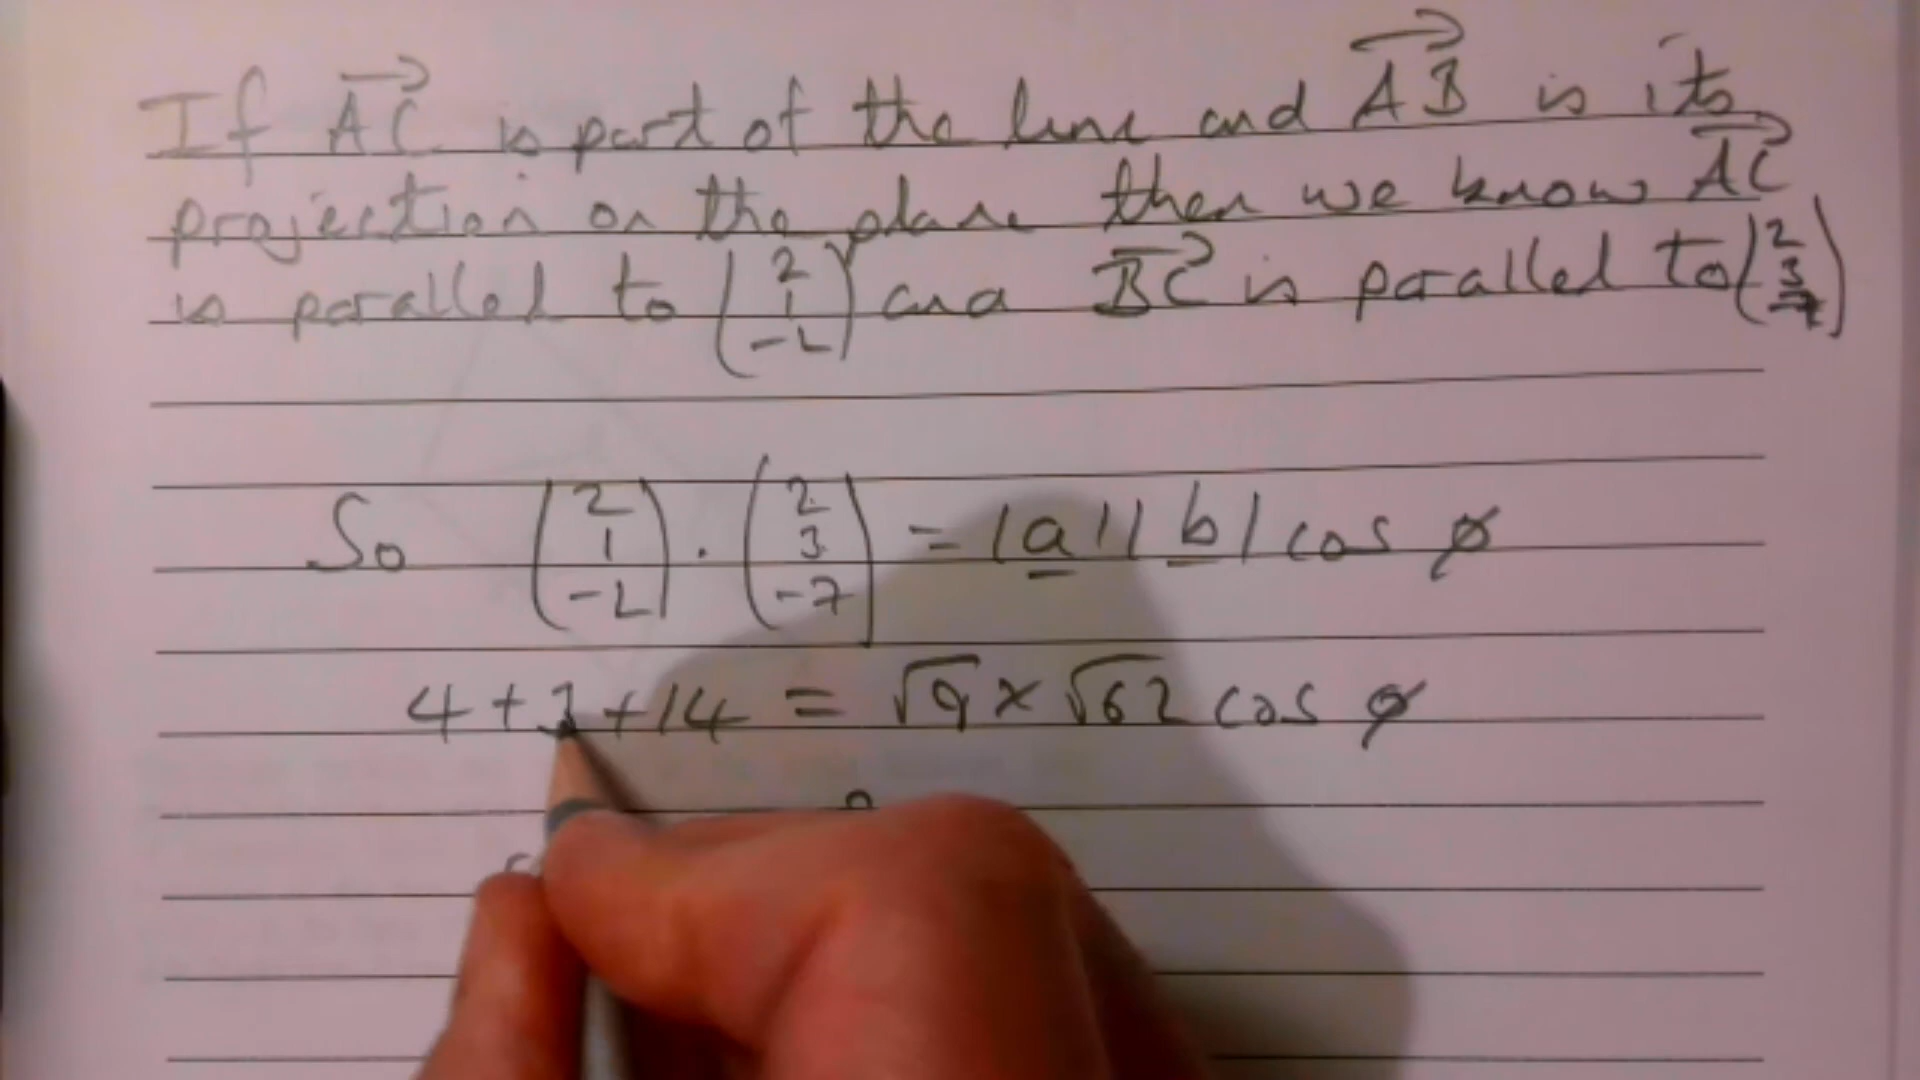 If AC is part of the line and AB is its
projection on the plane then we know AC
is parallel to (2 1 -2) and BC is parallel to (2 3 -7)
So (2 1 -2) . (2 3 -7) = |a||b| cos ø
4 + 3 + 14 = √9 × √62 cos ø